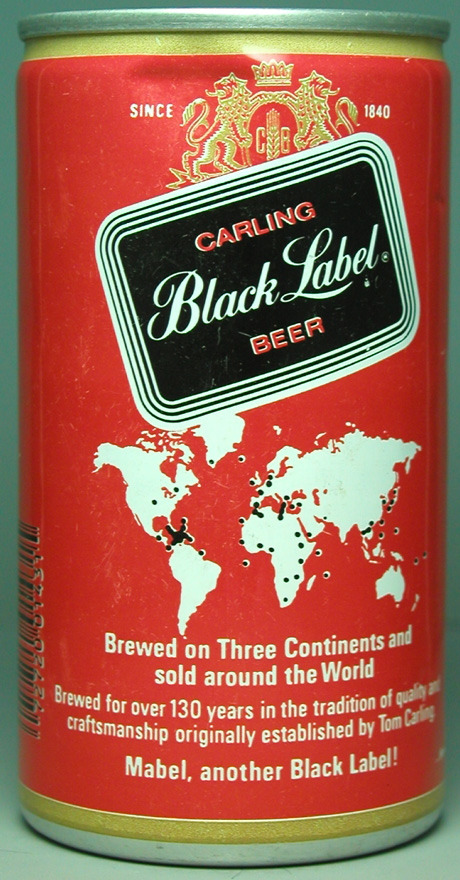 SINCE 1840
C B
CARLING
Black Label®
BEER
Brewed on Three Continents and
sold around the World
Brewed for over 130 years in the tradition of quality and
craftsmanship originally established by Tom Carling.
Mabel, another Black Label!